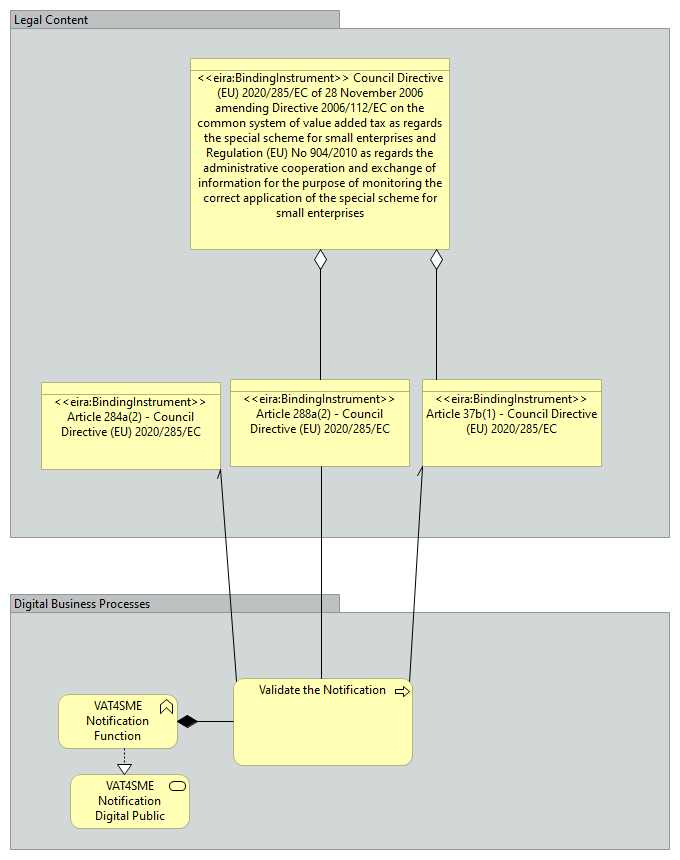 Legal Content
<<eira:BindingInstrument>> Council Directive
(EU) 2020/285/EC of 28 November 2006
amending Directive 2006/112/EC on the
common system of value added tax as regards
the special scheme for small enterprises and
Regulation (EU) No 904/2010 as regards the
administrative cooperation and exchange of
information for the purpose of monitoring the
correct application of the special scheme for
small enterprises
<<eira:BindingInstrument>>
Article 284a(2) - Council
Directive (EU) 2020/285/EC
<<eira:BindingInstrument>>
Article 288a(2) - Council
Directive (EU) 2020/285/EC
<<eira:BindingInstrument>>
Article 37b(1) - Council Directive
(EU) 2020/285/EC
Digital Business Processes
Validate the Notification
VAT4SME
Notification
Function
VAT4SME
Notification
Digital Public